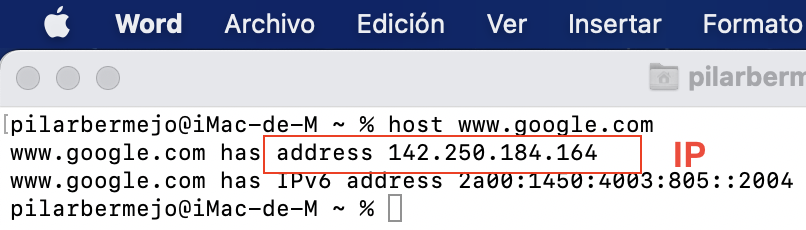 Word Archivo Edición Ver Insertar Formato
pilarberm
[pilarbermejo@iMac-de-M ~ % host www.google.com
www.google.com has address 142.250.184.164
IP
www.google.com has IPv6 address 2a00:1450:4003:805::2004
pilarbermejo@iMac-de-M ~ %